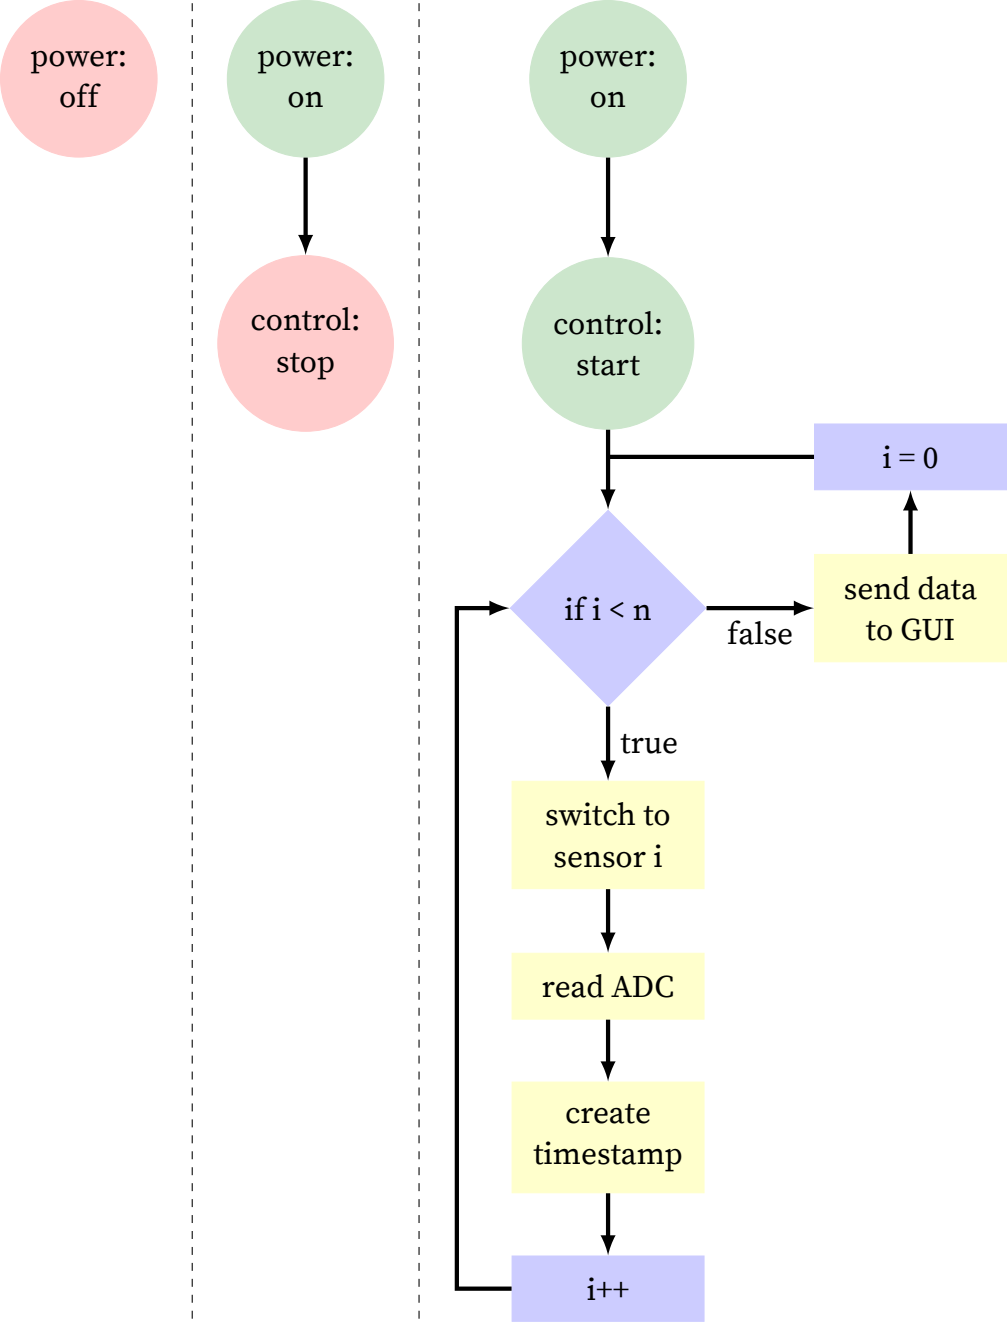 power:
off
power:
on
control:
stop
power:
on
control:
start
i = 0
if i < n
false
send data
to GUI
true
switch to
sensor i
read ADC
create
timestamp
i++